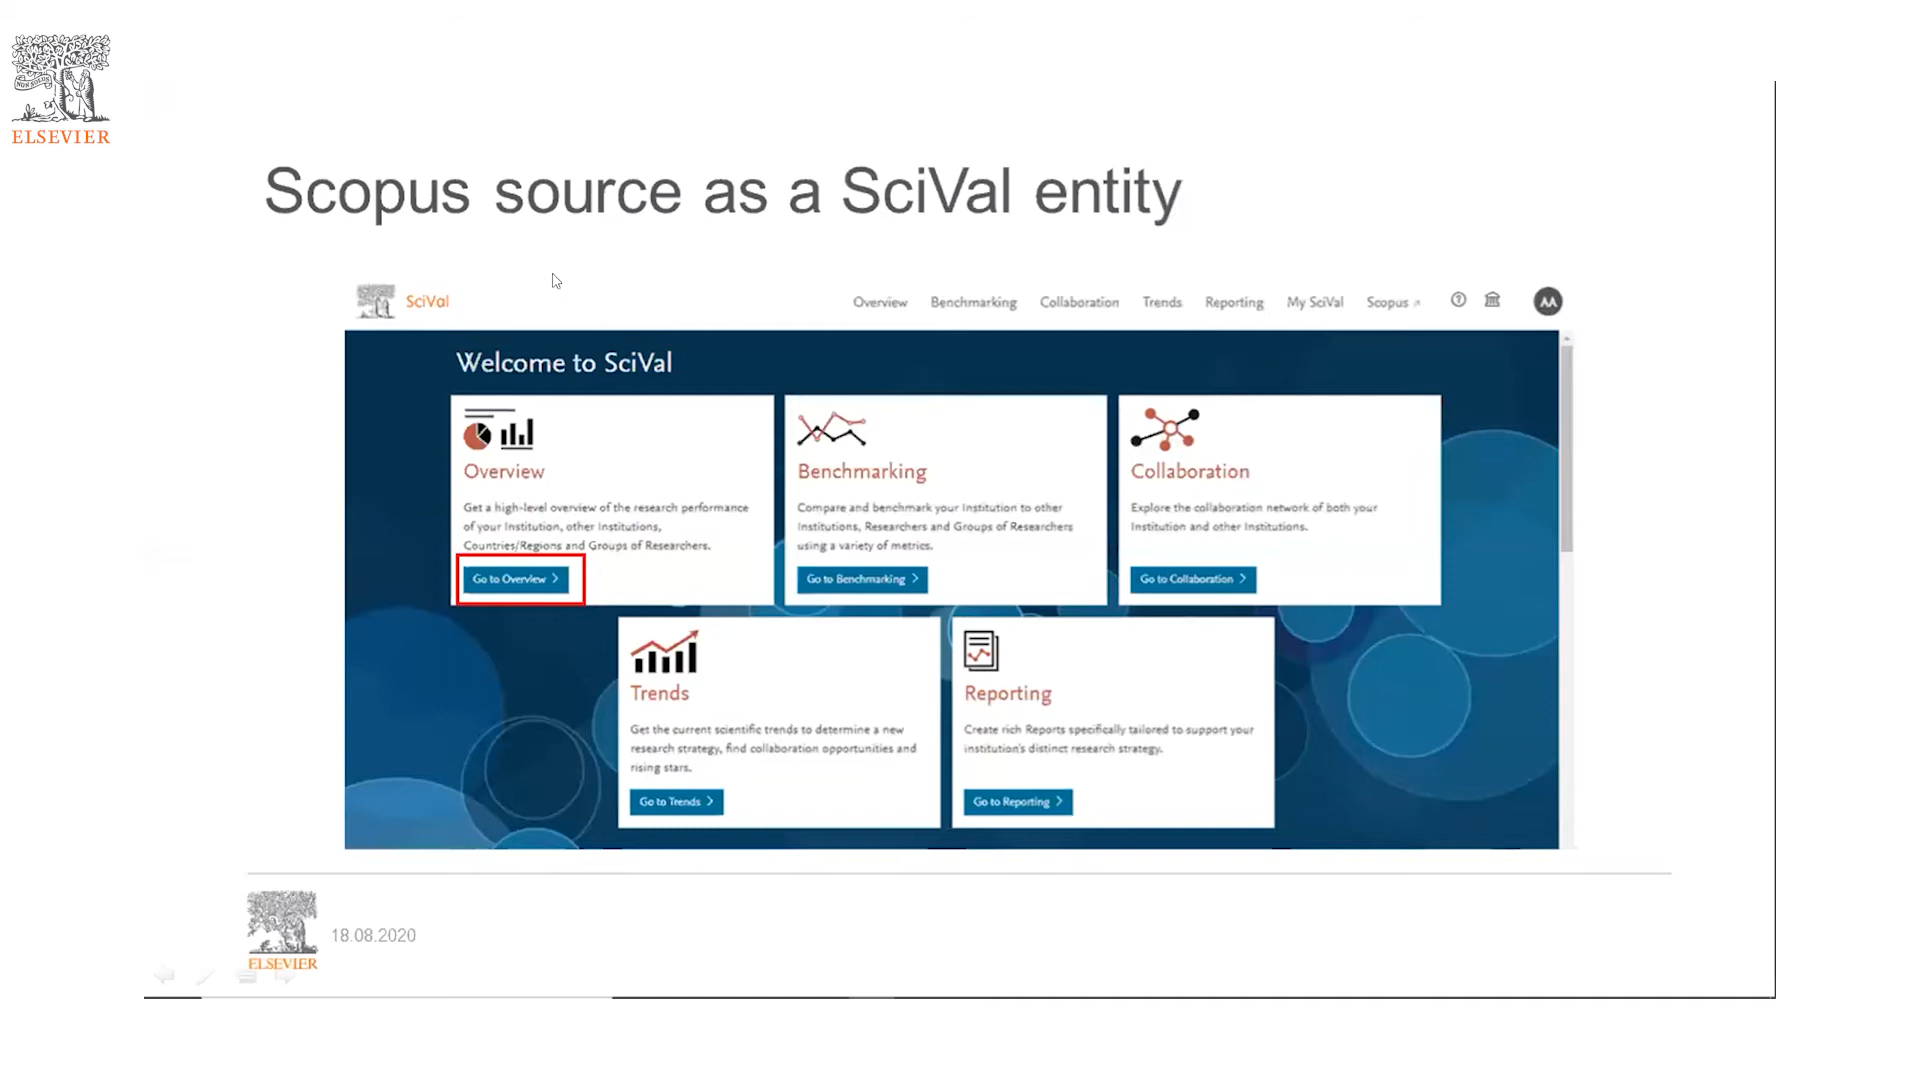 ELSEVIER
Scopus source as a SciVal entity
SciVal
Overview Benchmarking Collaboration Trends Reporting My SciVal Scopus
AA
Welcome to SciVal
Overview
Get a high-level overview of the research performance
of your Institution, other Institutions,
Countries/Regions and Groups of Researchers.
Go to Overview >
Benchmarking
Compare and benchmark your Institution to other
Institutions, Researchers and Groups of Researchers
using a variety of metrics.
Go to Benchmarking >
Collaboration
Explore the collaboration network of both your
Institution and other Institutions.
Go to Collaboration >
Trends
Get the current scientific trends to determine a new
research strategy, find collaboration opportunities and
rising stars.
Go to Trends >
Reporting
Create rich Reports specifically tailored to support your
institution's distinct research strategy.
Go to Reporting >
ELSEVIER
18.08.2020